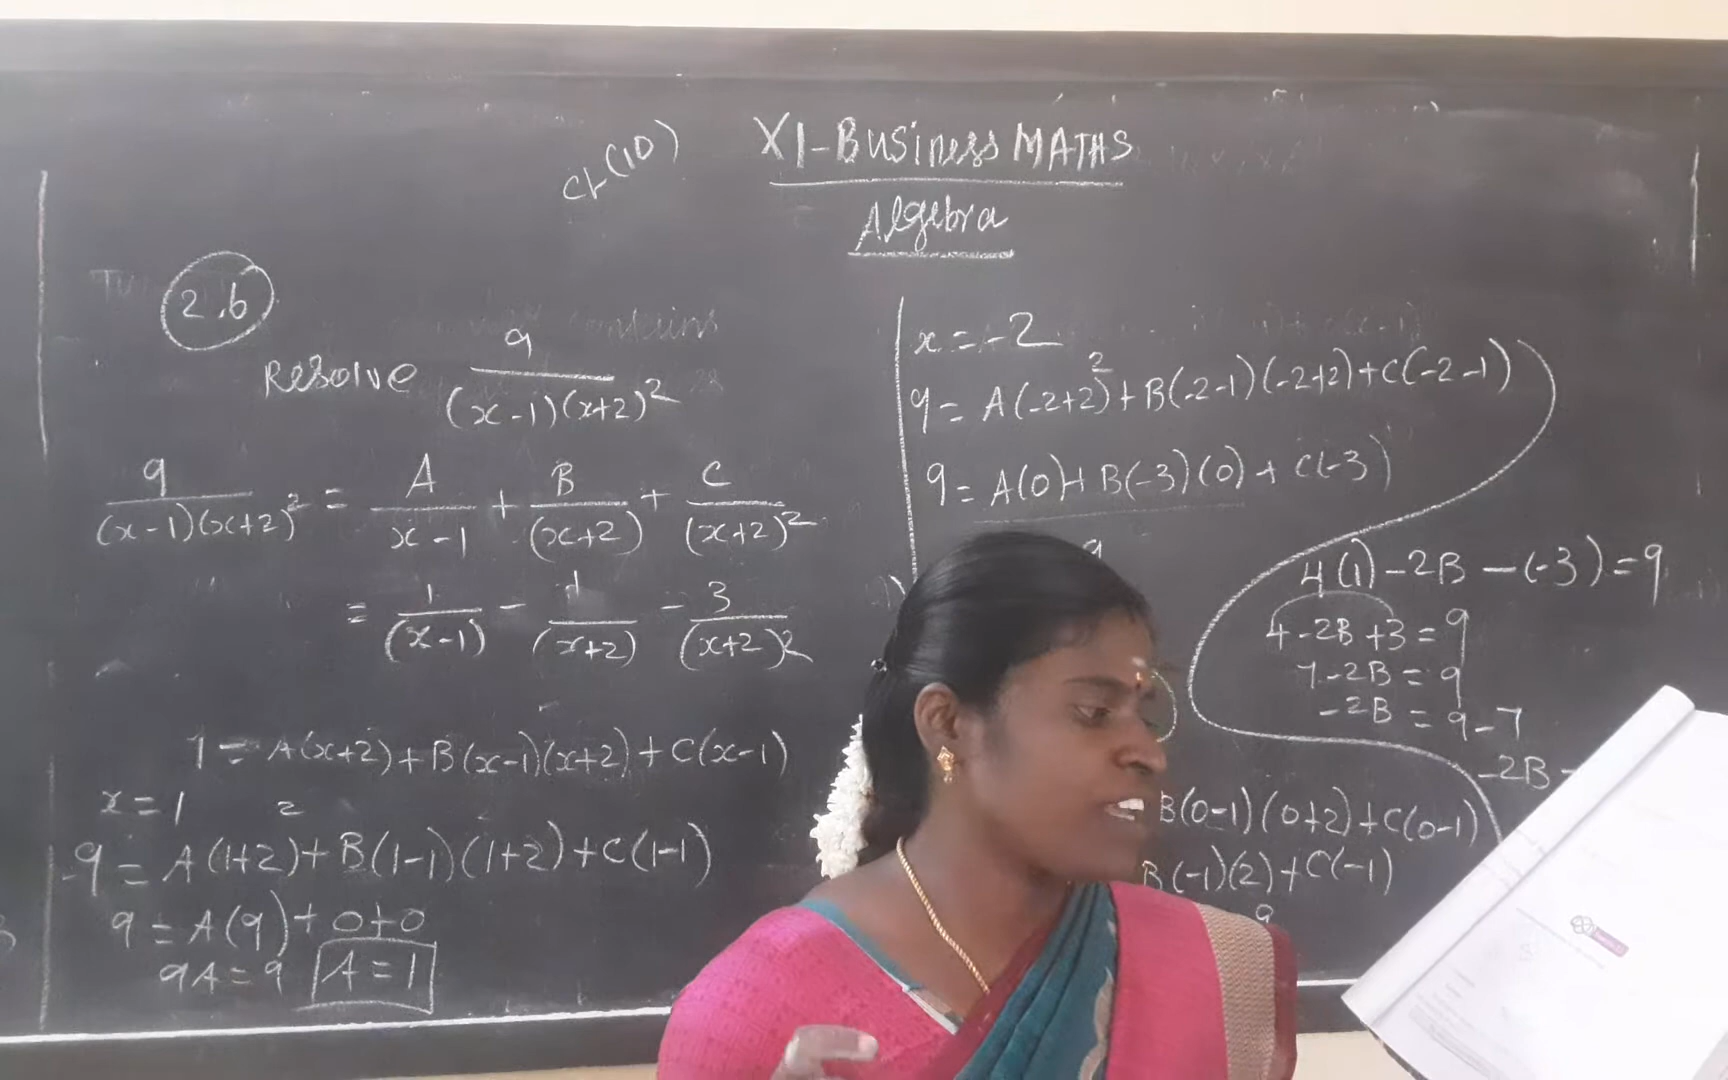 CL(10)
XI-Business MATHS
Algebra
2.6
Resolve 9/(x-1)(x+2)²
9/(x-1)(x+2)² = A/x-1 + B/(x+2) + C/(x+2)²
= 1/(x-1) - 1/(x+2) - 3/(x+2)²
= A(x+2) + B(x-1)(x+2) + C(x-1)
x=1 2
9 = A(1+2) + B(1-1)(1+2) + C(1-1)
9 = A(9) + 0+0
9A = 9 A = 1
x = -2
9 = A(-2+2)² + B(-2-1)(-2+2) + C(-2-1)
9 = A(0) + B(-3)(0) + C(-3)
9
4(1)-2B-(-3)=9
4-2B+3=9
7-2B=9
-2B=9-7
-2B
B(0-1)(0+2)+C(0-1)
B(-1)(2)+C(-1)
9